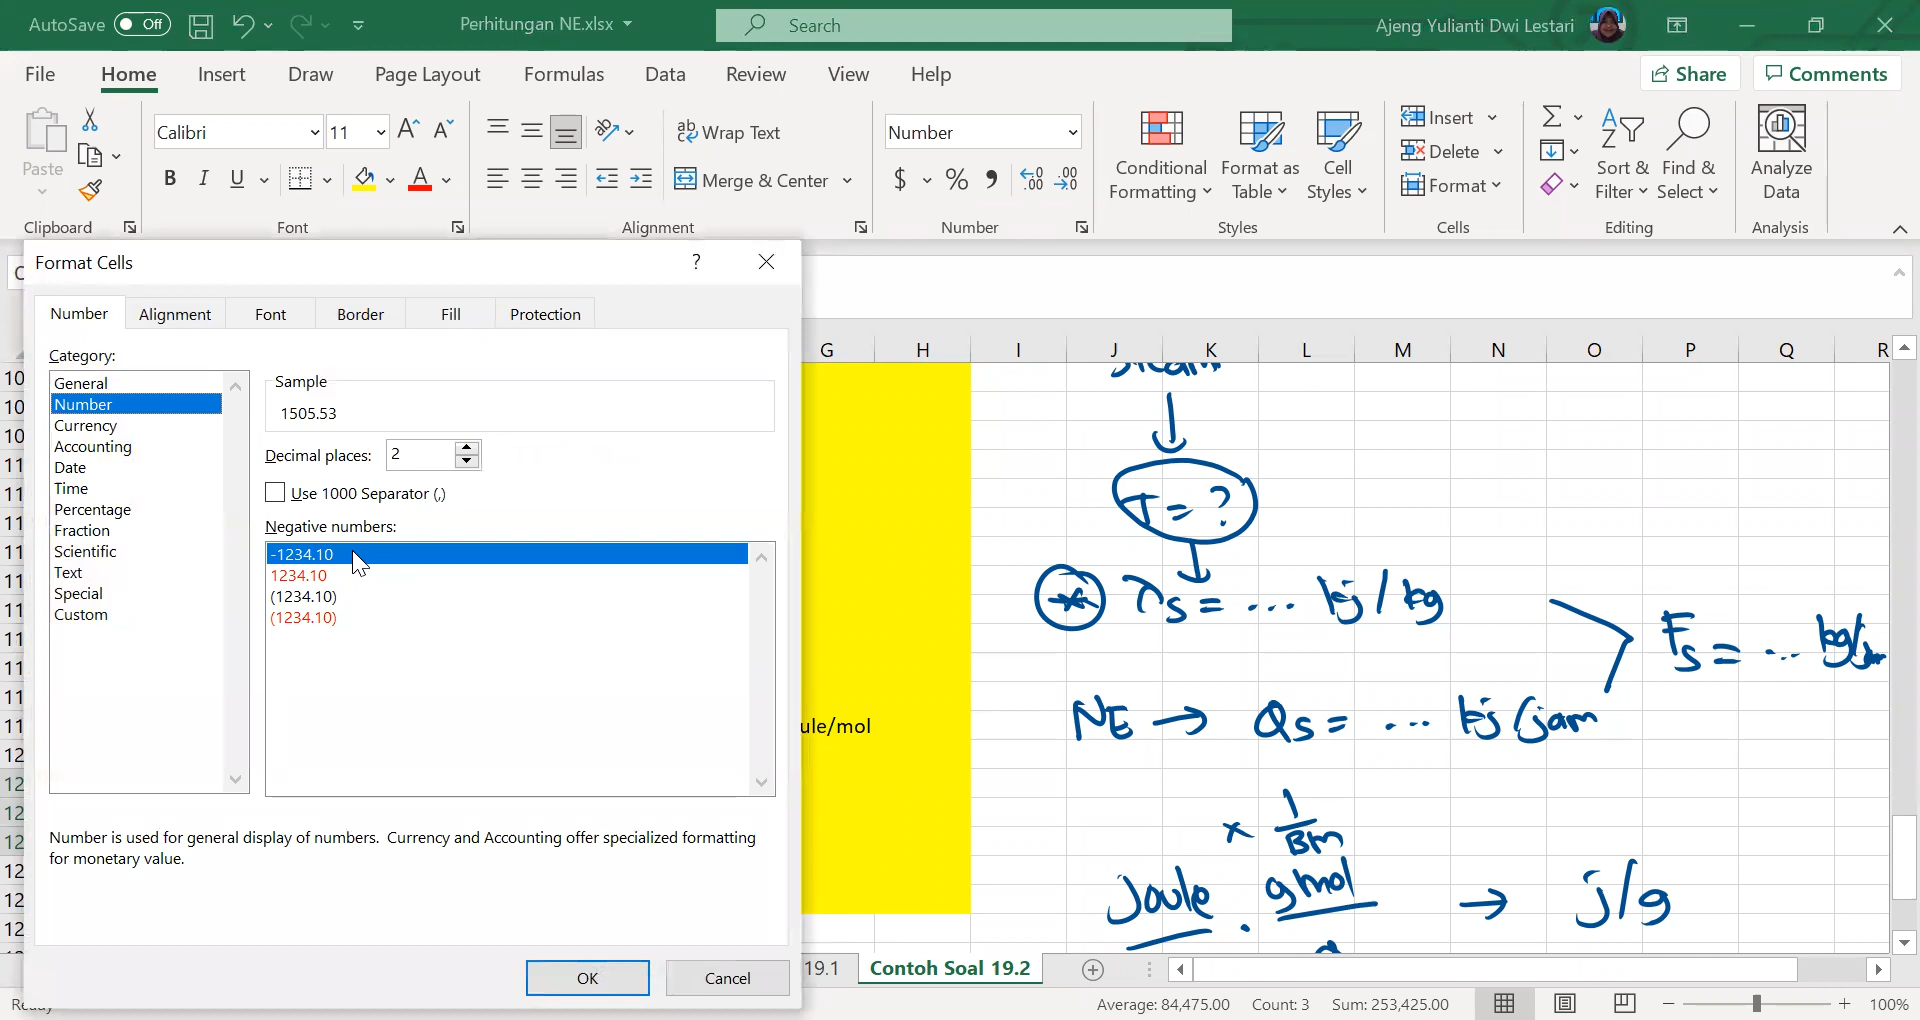 AutoSave Off Perhitungan NE.xlsx Search Ajeng Yulianti Dwi Lestari
File Home Insert Draw Page Layout Formulas Data Review View Help Share Comments
Paste
Clipboard
Calibri 11
B I U A
Font
ab Wrap Text
Merge & Center
Alignment
Number
$ % 9 .00 .00
Number
Conditional Formatting
Format as Table
Cell Styles
Styles
Insert
Delete
Format
Cells
Sort & Filter
Find & Select
Editing
Analyze Data
Analysis
Format Cells ?
Number Alignment Font Border Fill Protection
Category:
General
Number
Currency
Accounting
Date
Time
Percentage
Fraction
Scientific
Text
Special
Custom
Sample
1505.53
Decimal places: 2
Use 1000 Separator (,)
Negative numbers:
-1234.10
1234.10
(1234.10)
(1234.10)
Number is used for general display of numbers. Currency and Accounting offer specialized formatting
for monetary value.
OK Cancel
G H I J K L M N O P Q R
T = ?
λs = ... kj/kg
Fs = ...
NE → Qs = ... kj/jam
ule/mol
x 1/BM
joule . gmol → j/g
19.1 Contoh Soal 19.2
Average: 84,475.00 Count: 3 Sum: 253,425.00 100%